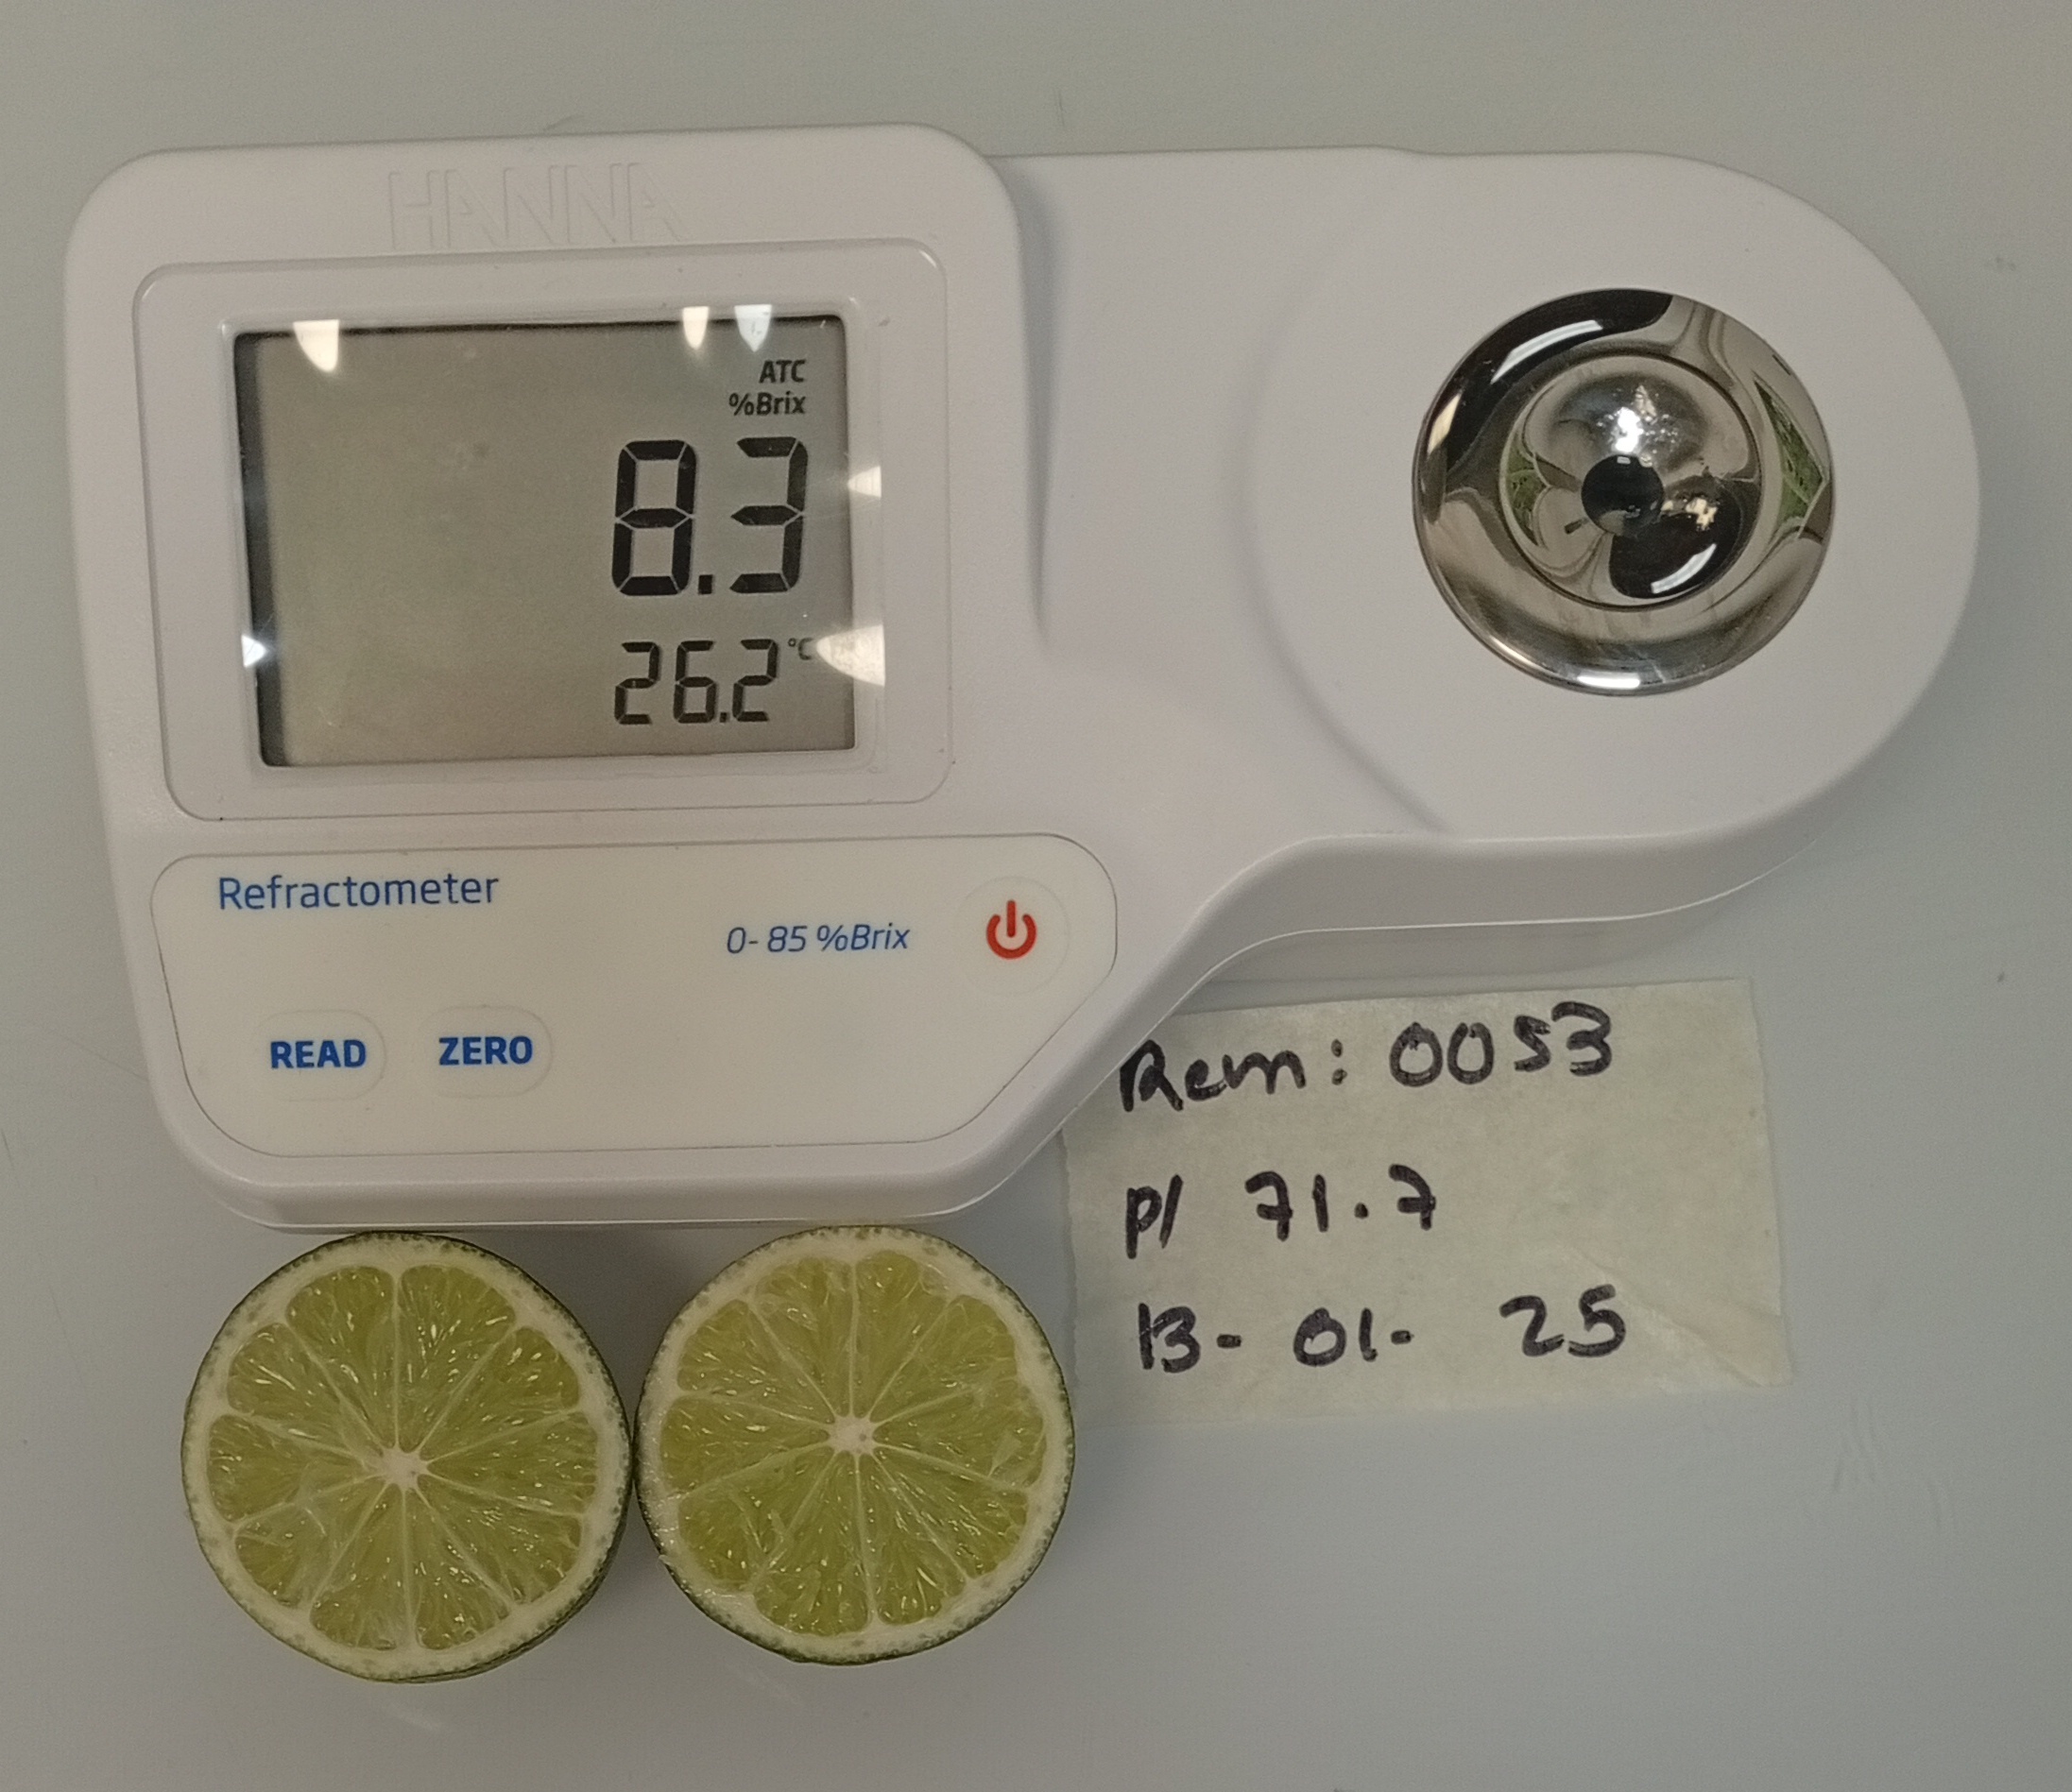 HANNA
ATC
%Brix
8.3
26.2 °C
Refractometer
0-85 %Brix
READ
ZERO
Rem: 0053
P/ 71.7
13-01-25